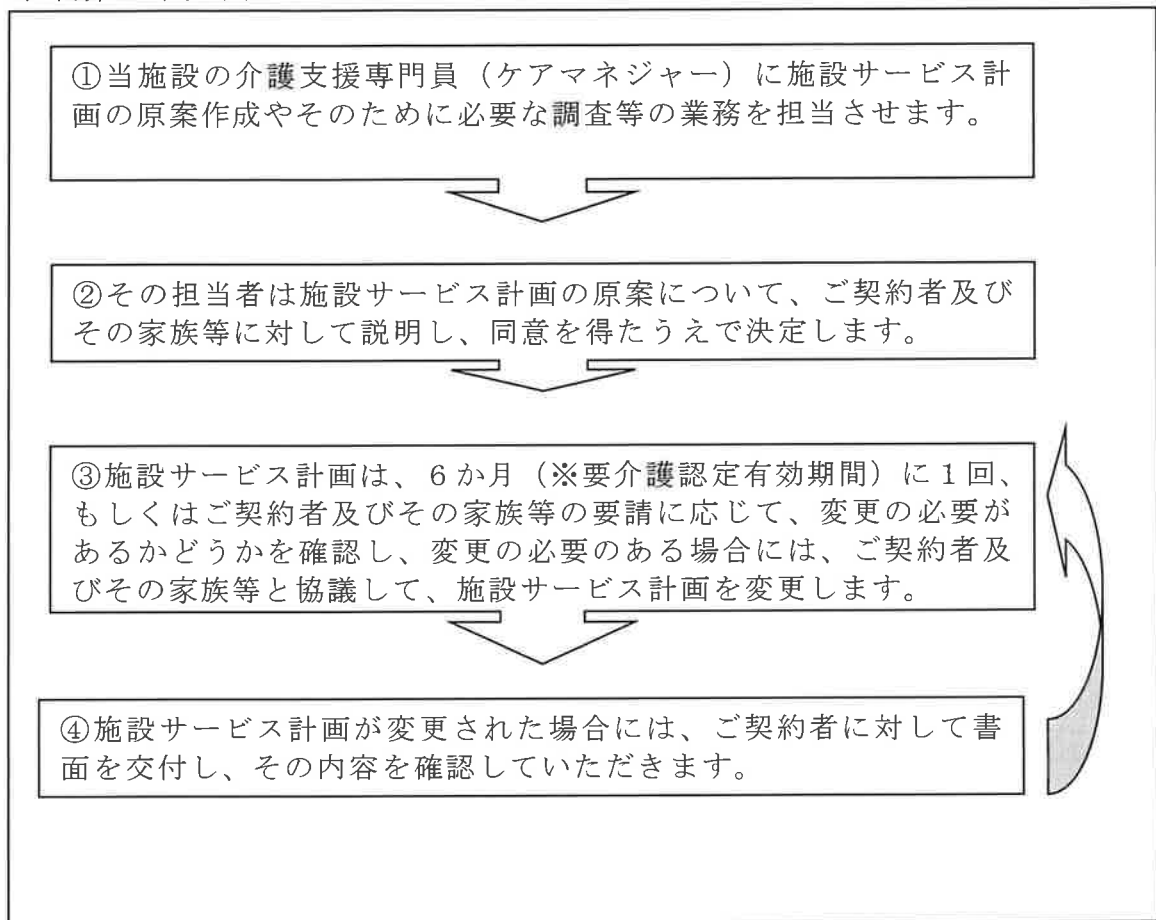 ①当施設の介護支援専門員（ケアマネジャー）に施設サービス計
画の原案作成やそのために必要な調査等の業務を担当させます。
②その担当者は施設サービス計画の原案について、ご契約者及び
その家族等に対して説明し、同意を得たうえで決定します。
③施設サービス計画は、６か月（※要介護認定有効期間）に１回、
もしくはご契約者及びその家族等の要請に応じて、変更の必要が
あるかどうかを確認し、変更の必要のある場合には、ご契約者及
びその家族等と協議して、施設サービス計画を変更します。
④施設サービス計画が変更された場合には、ご契約者に対して書
面を交付し、その内容を確認していただきます。